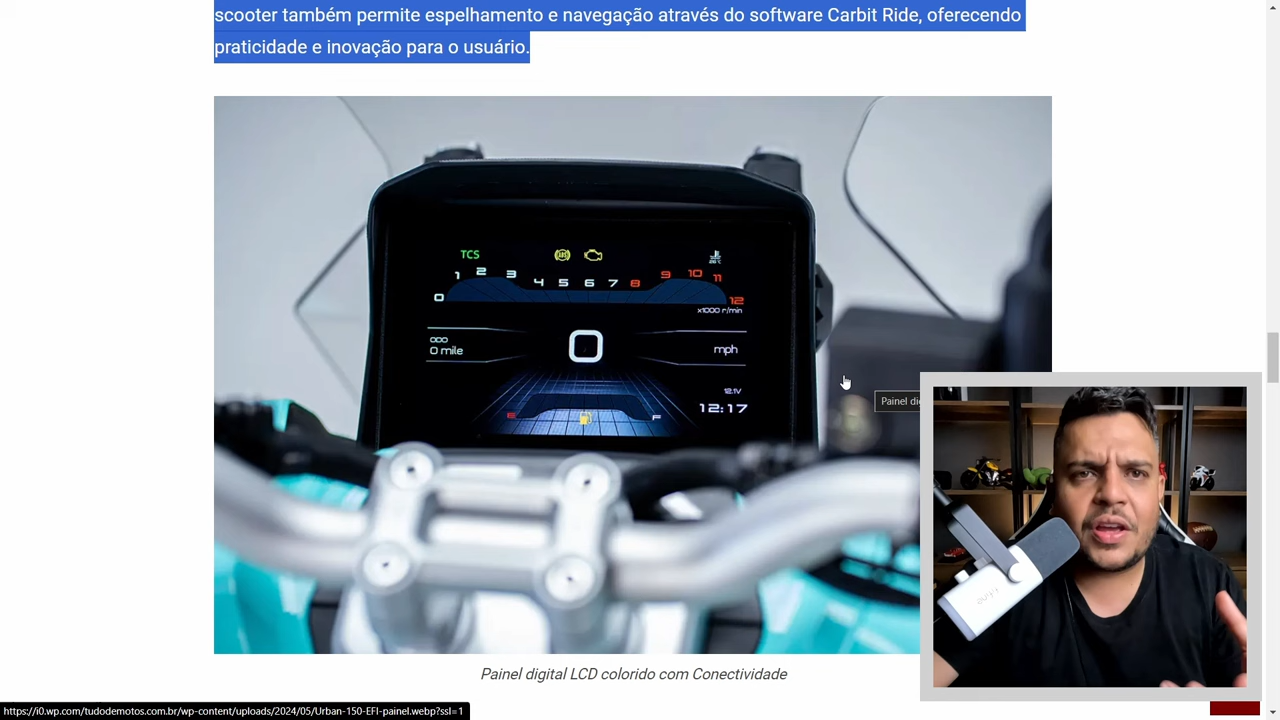 scooter também permite espelhamento e navegação através do software Carbit Ride, oferecendo
praticidade e inovação para o usuário.
TCS
0 1 2 3 4 5 6 7 8 9 10 11 12
x1000 r/min
0 mile
0
mph
12.1V
12:17
E F
Painel di
Painel digital LCD colorido com Conectividade
https://i0.wp.com/tudodemotos.com.br/wp-content/uploads/2024/05/Urban-150-EFI-painel.webp?ssl=1